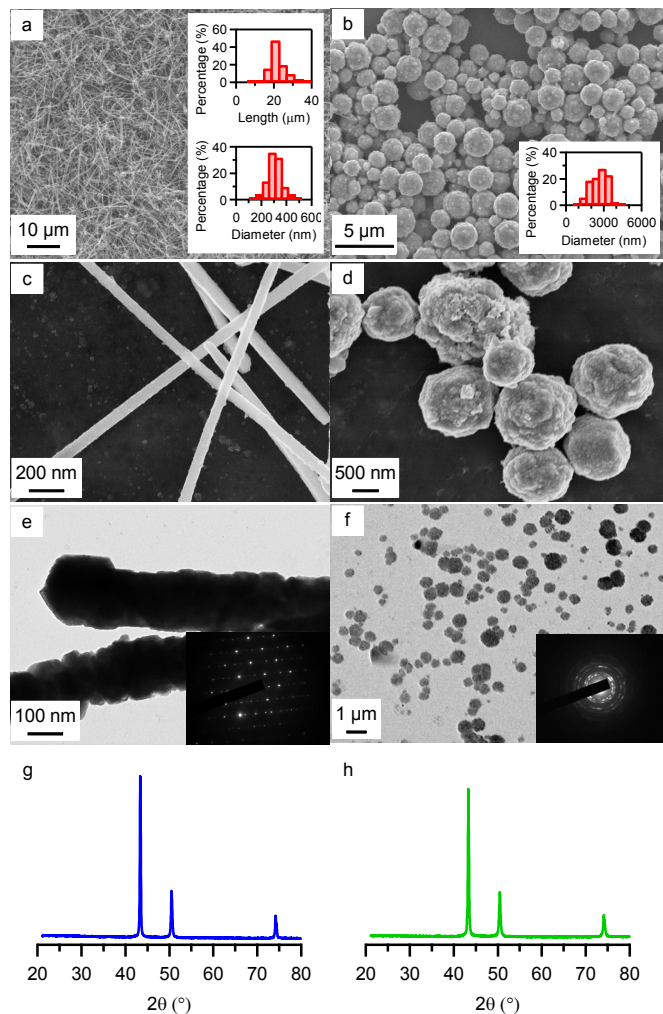 a
60
40
20
0
Percentage (%)
0 20 40
Length (μm)
40
20
0
Percentage (%)
200 400 600
Diameter (nm)
10 μm
b
40
20
0
Percentage (%)
0 3000 6000
Diameter (nm)
5 μm
c
200 nm
d
500 nm
e
100 nm
f
1 μm
g
20 30 40 50 60 70 80
2θ (°)
h
20 30 40 50 60 70 80
2θ (°)